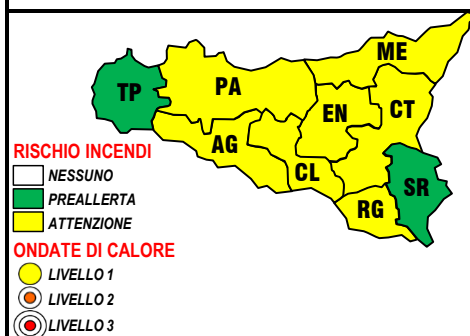 ME
TP
PA
EN
CT
AG
CL
SR
RG
RISCHIO INCENDI
NESSUNO
PREALLERTA
ATTENZIONE
ONDATE DI CALORE
LIVELLO 1
LIVELLO 2
LIVELLO 3